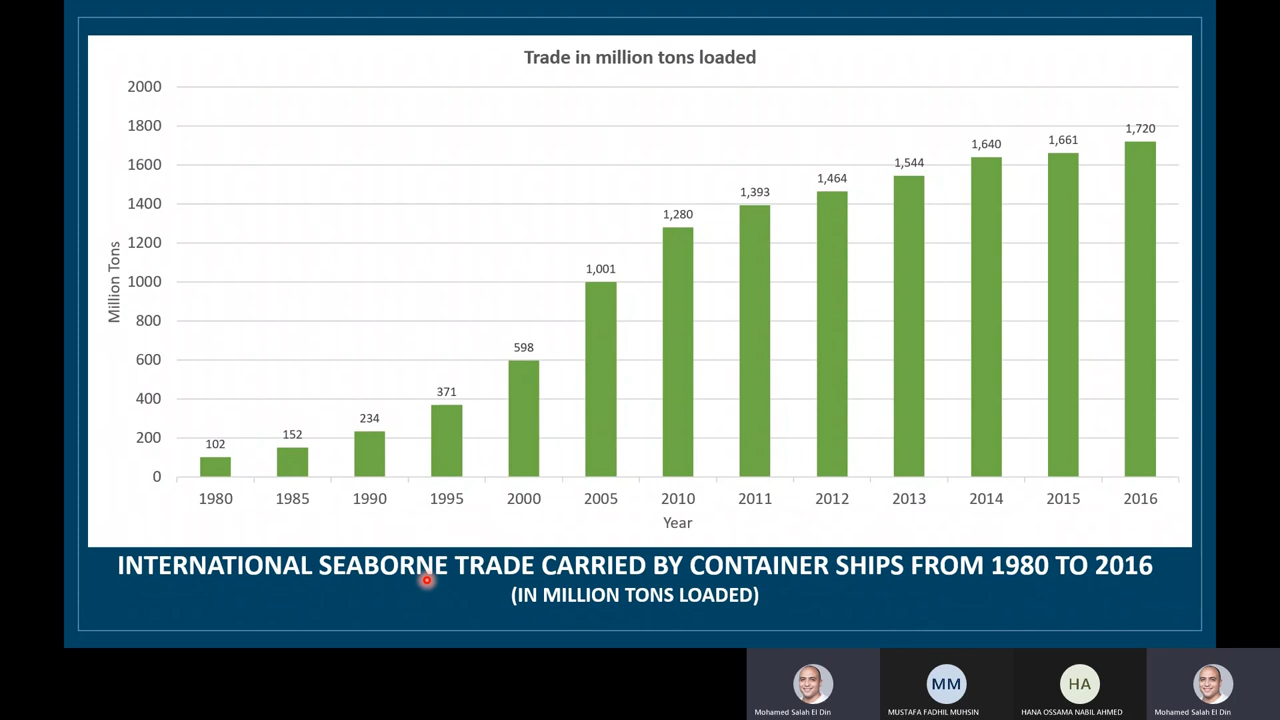 Trade in million tons loaded
2000
1800
1600
1400
1200
1000
800
600
400
200
0
Million Tons
102
152
234
371
598
1,001
1,280
1,393
1,464
1,544
1,640
1,661
1,720
1980 1985 1990 1995 2000 2005 2010 2011 2012 2013 2014 2015 2016
Year
INTERNATIONAL SEABORNE TRADE CARRIED BY CONTAINER SHIPS FROM 1980 TO 2016
(IN MILLION TONS LOADED)
MM
HA
Mohamed Salah El Din
MUSTAFA FADHIL MUHSIN
HANA OSSAMA NABIL AHMED
Mohamed Salah El Din